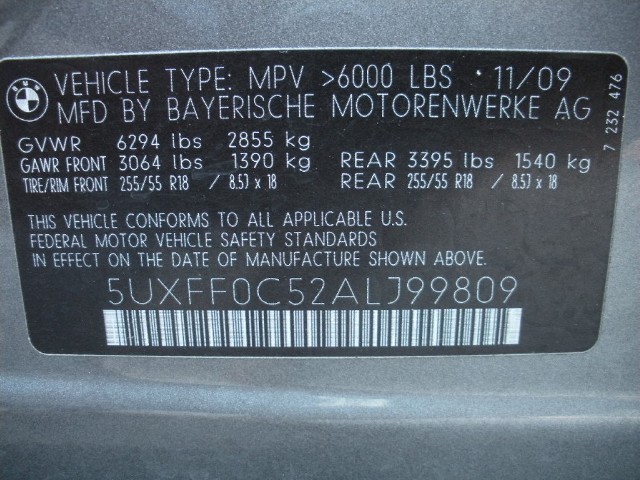 BMW
VEHICLE TYPE: MPV >6000 LBS 11/09
MFD BY BAYERISCHE MOTORENWERKE AG
GVWR 6294 lbs 2855 kg
GAWR FRONT 3064 lbs 1390 kg REAR 3395 lbs 1540 kg
TIRE/RIM FRONT 255/55 R18 / 8.5J x 18 REAR 255/55 R18 / 8.5J x 18
THIS VEHICLE CONFORMS TO ALL APPLICABLE U.S.
FEDERAL MOTOR VEHICLE SAFETY STANDARDS
IN EFFECT ON THE DATE OF MANUFACTURE SHOWN ABOVE
5UXFF0C52ALJ99809
7 232 476